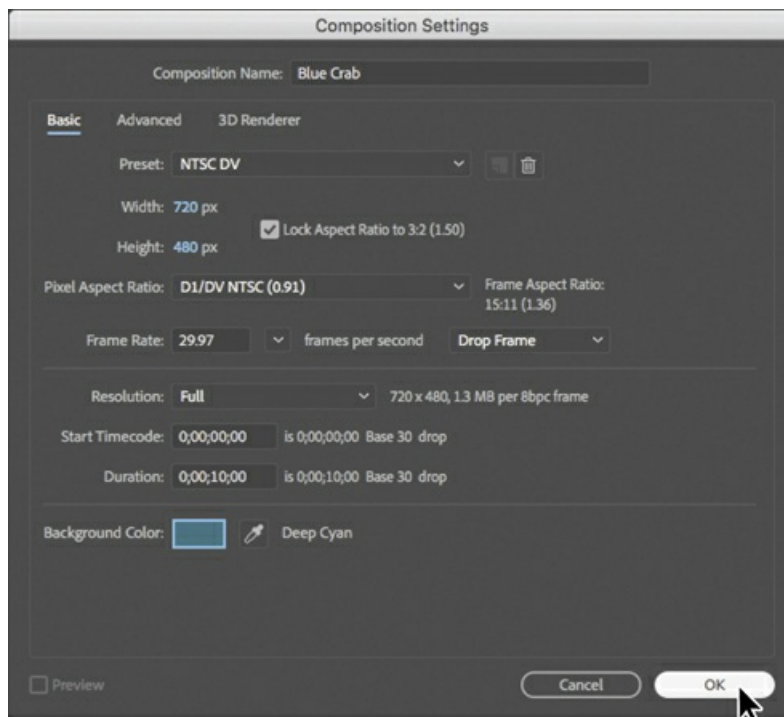 Composition Settings
Composition Name: Blue Crab
Basic Advanced 3D Renderer
Preset: NTSC DV
Width: 720 px
Lock Aspect Ratio to 3:2 (1.50)
Height: 480 px
Pixel Aspect Ratio: D1/DV NTSC (0.91) Frame Aspect Ratio:
15:11 (1.36)
Frame Rate: 29.97 frames per second Drop Frame
Resolution: Full 720 x 480, 1.3 MB per 8bpc frame
Start Timecode: 0;00;00;00 is 0;00;00;00 Base 30 drop
Duration: 0;00;10;00 is 0;00;10;00 Base 30 drop
Background Color: Deep Cyan
Preview Cancel OK